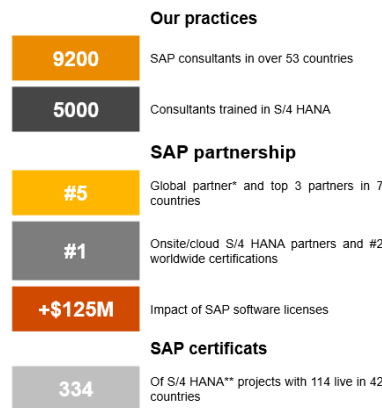 Our practices
9200
SAP consultants in over 53 countries
5000
Consultants trained in S/4 HANA
SAP partnership
#5
Global partner* and top 3 partners in 7
countries
#1
Onsite/cloud S/4 HANA partners and #2
worldwide certifications
+$125M
Impact of SAP software licenses
SAP certificats
334
Of S/4 HANA** projects with 114 live in 42
countries